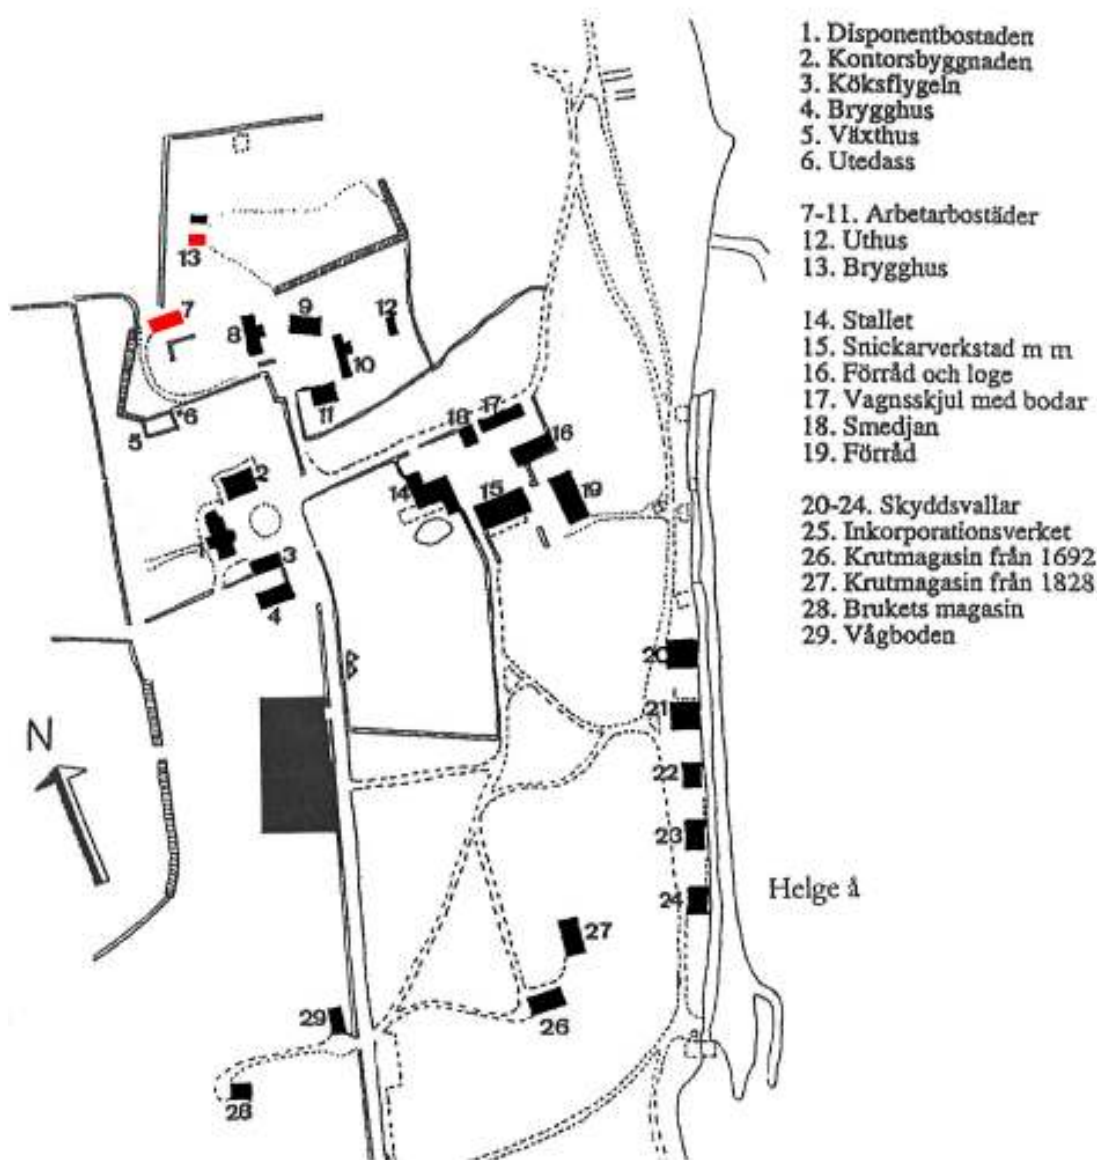 1. Disponentbostaden
2. Kontorsbyggnaden
3. Köksflygeln
4. Brygghus
5. Växthus
6. Utedass
7-11. Arbetarbostäder
12. Uthus
13. Brygghus
14. Stallet
15. Snickarverkstad m m
16. Förråd och loge
17. Vagnsskjul med bodar
18. Smedjan
19. Förråd
20-24. Skyddsvallar
25. Inkorporationsverket
26. Krutmagasin från 1692
27. Krutmagasin från 1828
28. Brukets magasin
29. Vågboden
13
7
8
9
12
10
11
5
6
18
17
16
2
14
15
19
3
4
20
21
N
22
23
24
Helge å
27
26
29
28